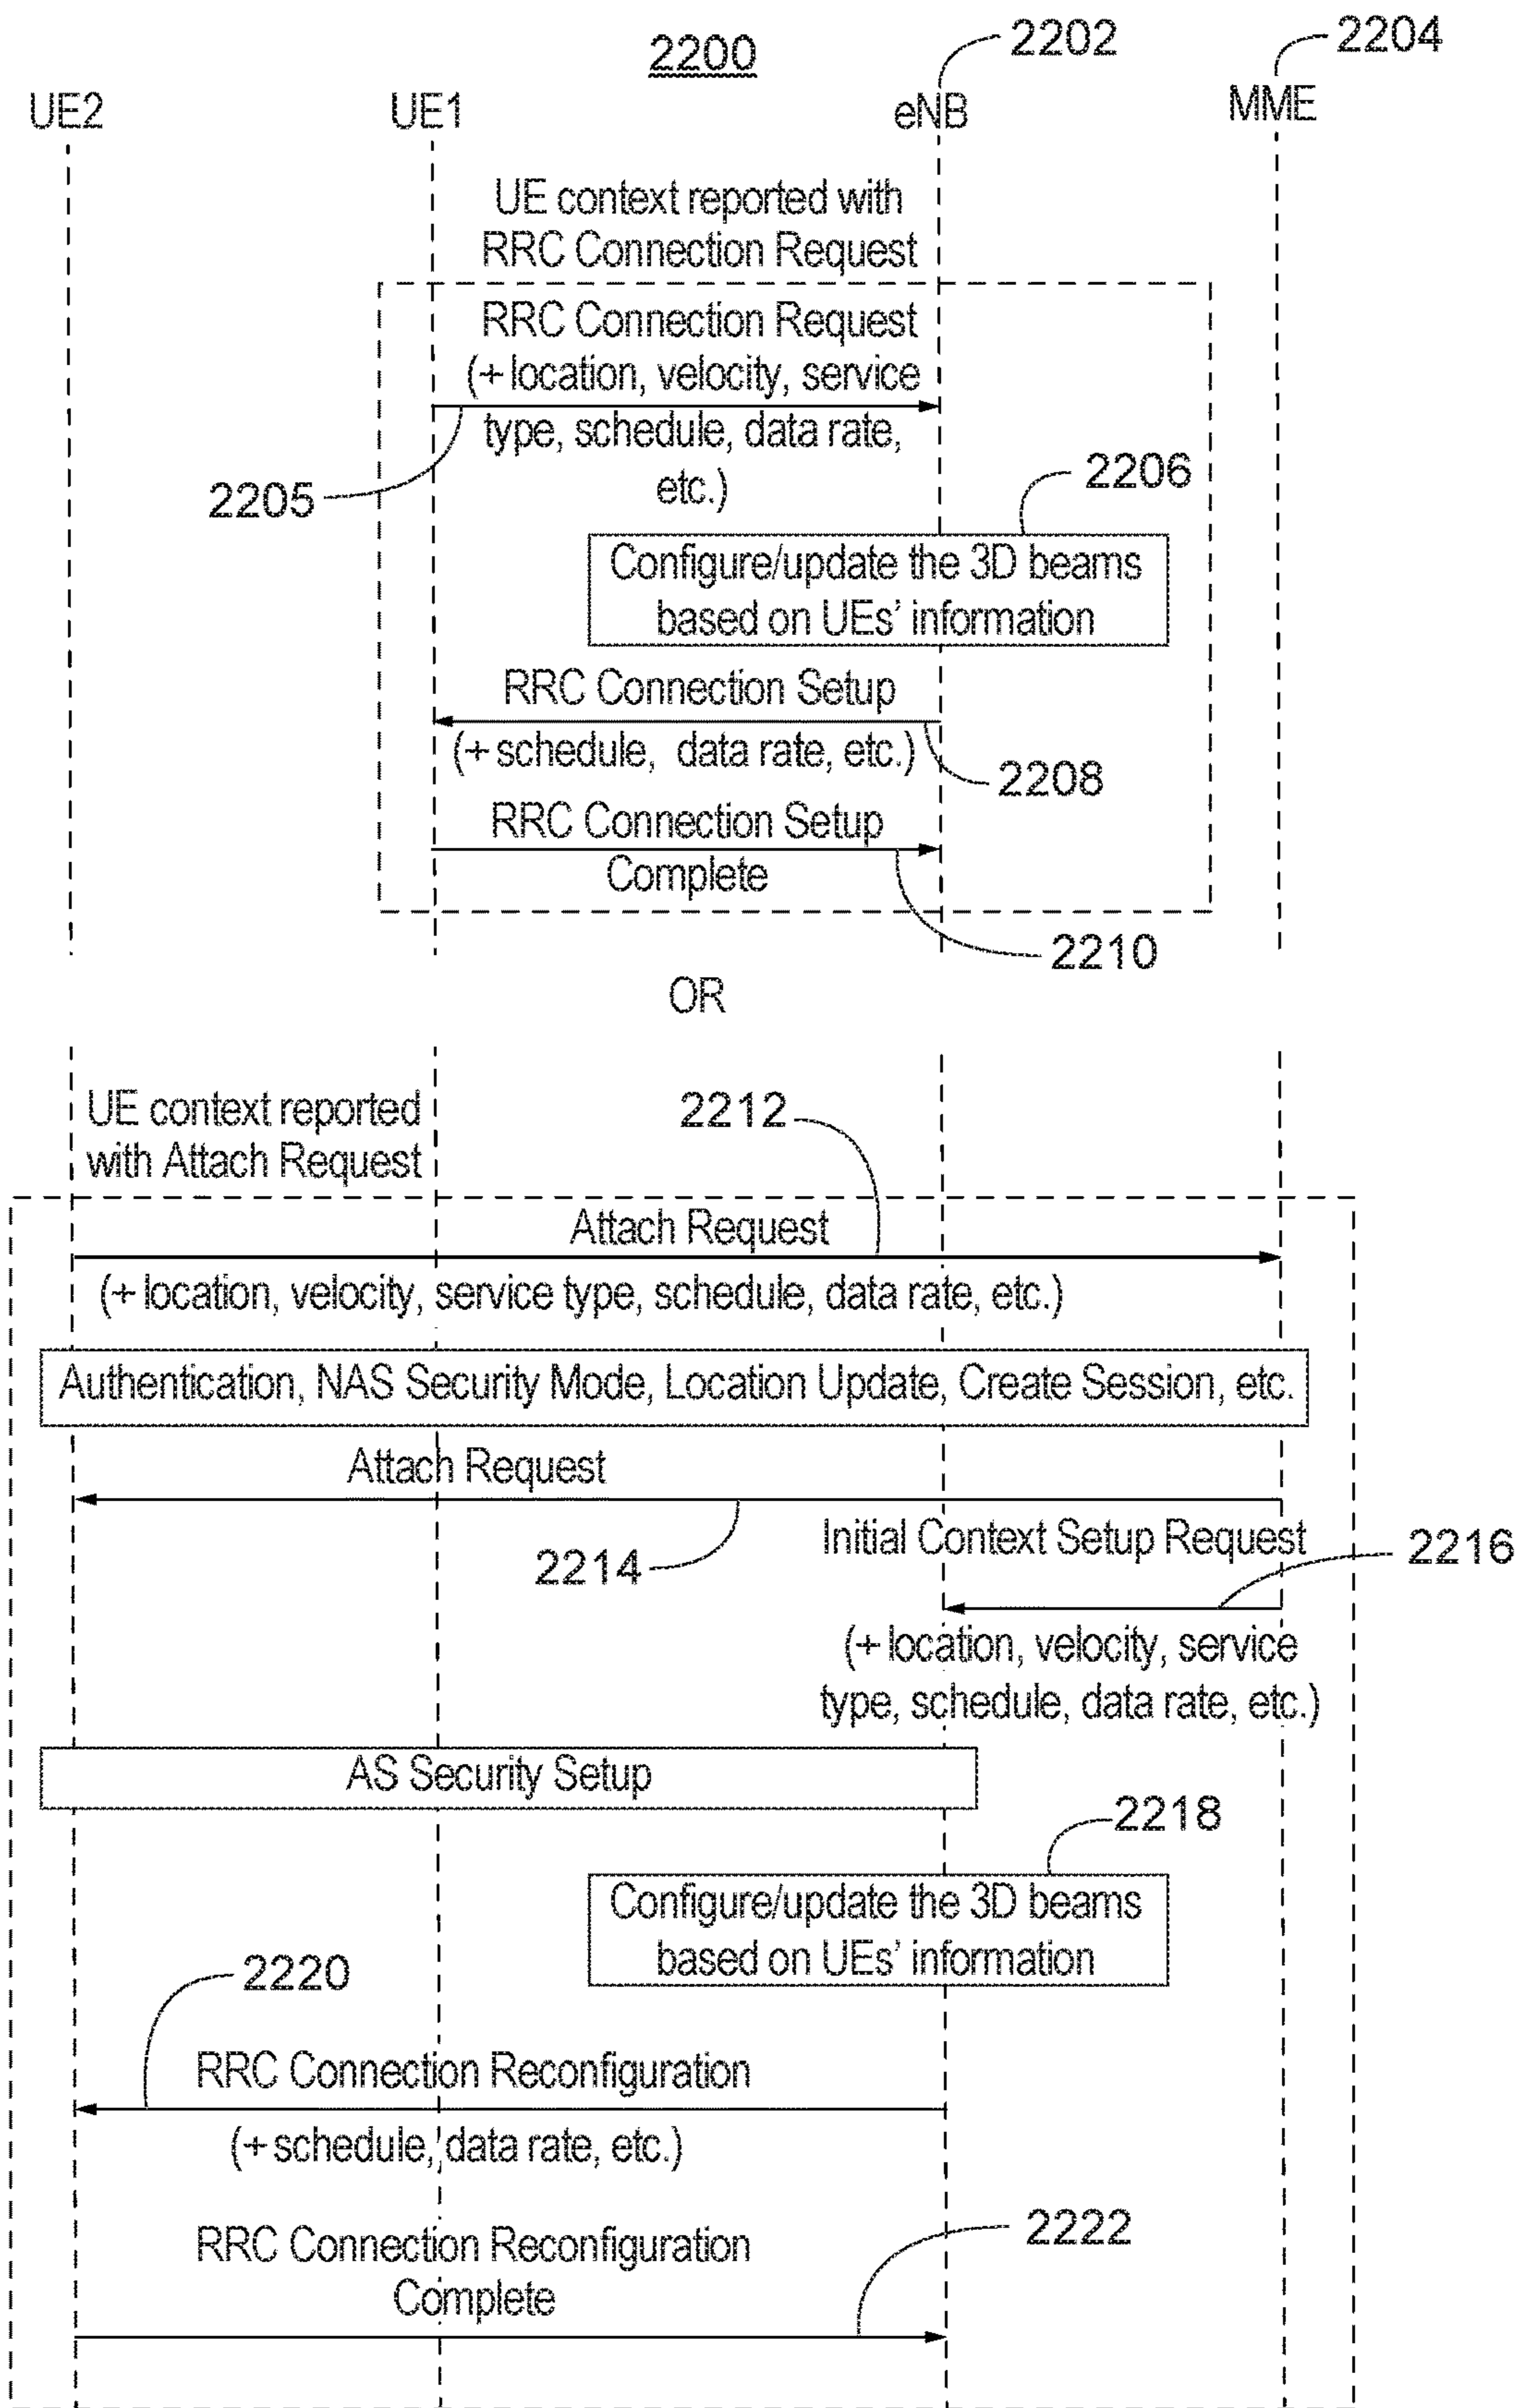 2200
2202
2204
UE2
UE1
eNB
MME
UE context reported with
RRC Connection Request
RRC Connection Request
(+ location, velocity, service
type, schedule, data rate,
etc.)
2205
2206
Configure/update the 3D beams
based on UEs' information
RRC Connection Setup
(+ schedule, data rate, etc.)
2208
RRC Connection Setup
Complete
2210
OR
UE context reported
with Attach Request
2212
Attach Request
(+ location, velocity, service type, schedule, data rate, etc.)
Authentication, NAS Security Mode, Location Update, Create Session, etc.
Attach Request
2214
Initial Context Setup Request
2216
(+ location, velocity, service
type, schedule, data rate, etc.)
AS Security Setup
2218
Configure/update the 3D beams
based on UEs' information
2220
RRC Connection Reconfiguration
(+ schedule, data rate, etc.)
RRC Connection Reconfiguration
Complete
2222